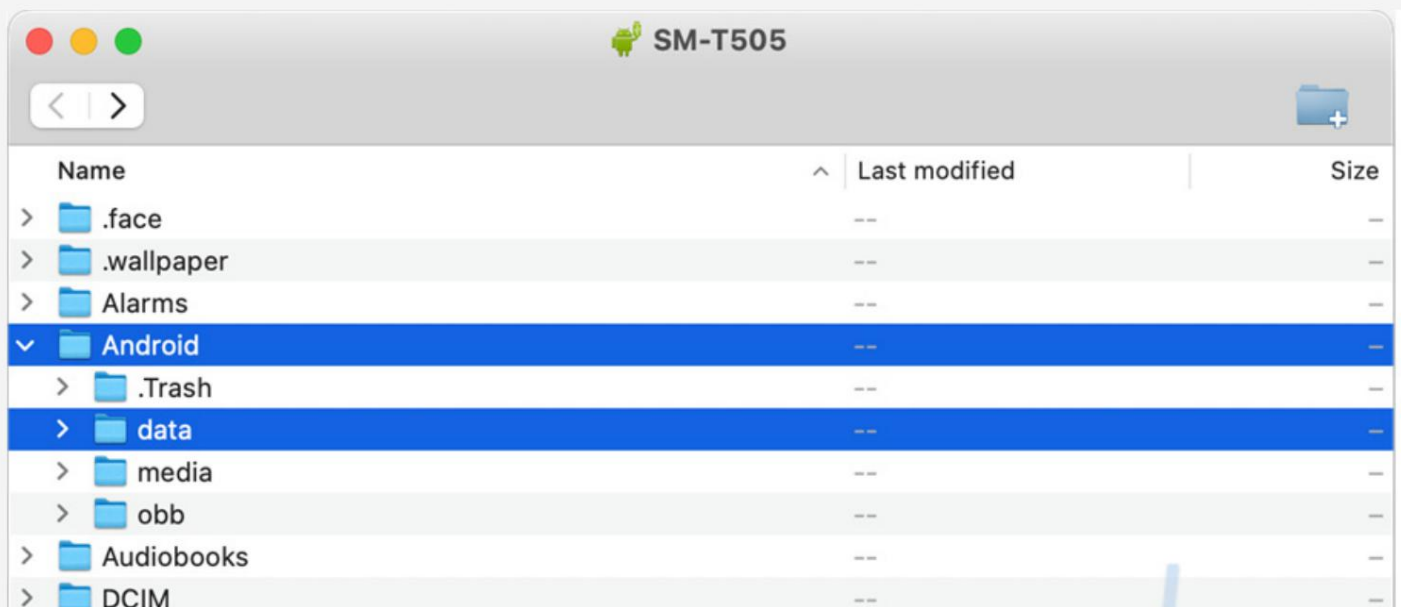 SM-T505
Name Last modified Size
.face -- --
.wallpaper -- --
Alarms -- --
Android -- --
.Trash -- --
data -- --
media -- --
obb -- --
Audiobooks -- --
DCIM -- --